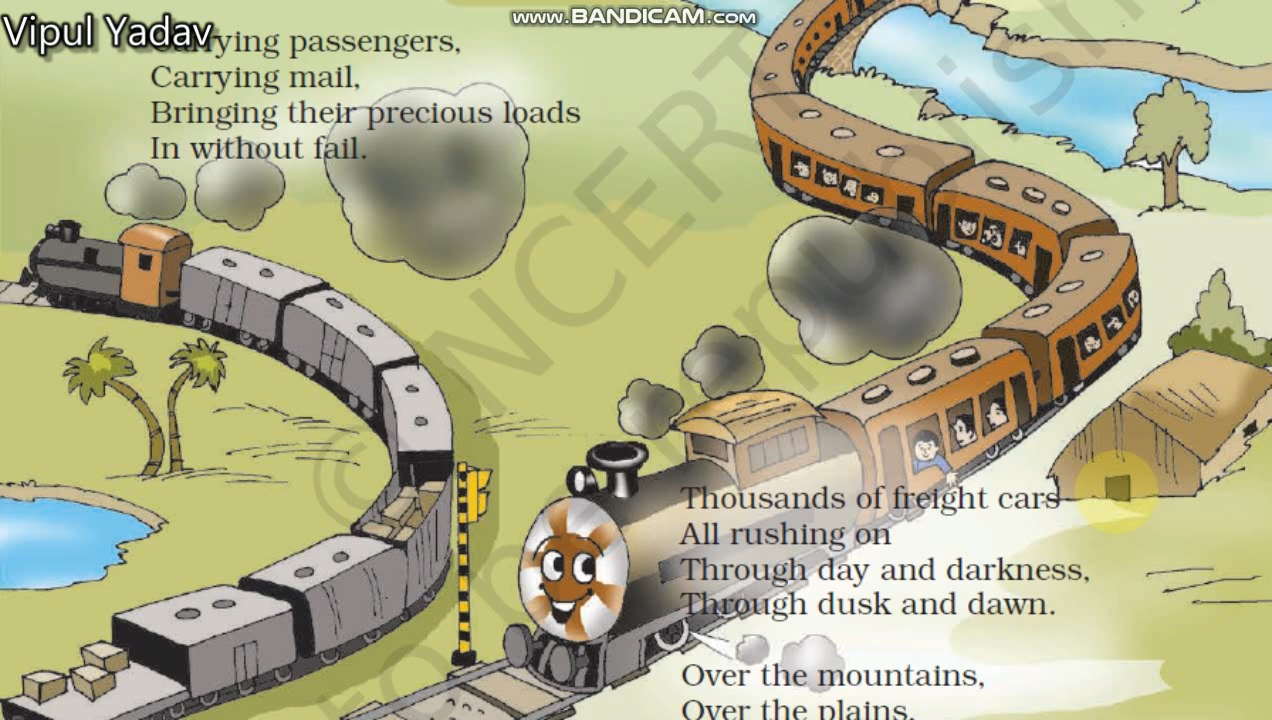 www.BANDICAM.com
Vipul Yadav
passengers,
Carrying mail,
Bringing their precious loads
In without fail.
Thousands of freight cars
All rushing on
Through day and darkness,
Through dusk and dawn.
Over the mountains,
Over the plains,
© NCERT